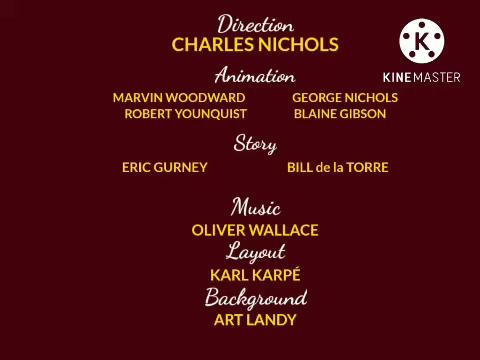 Direction
CHARLES NICHOLS
K
KINEMASTER
Animation
MARVIN WOODWARD GEORGE NICHOLS
ROBERT YOUNQUIST BLAINE GIBSON
Story
ERIC GURNEY BILL de la TORRE
Music
OLIVER WALLACE
Layout
KARL KARPÉ
Background
ART LANDY